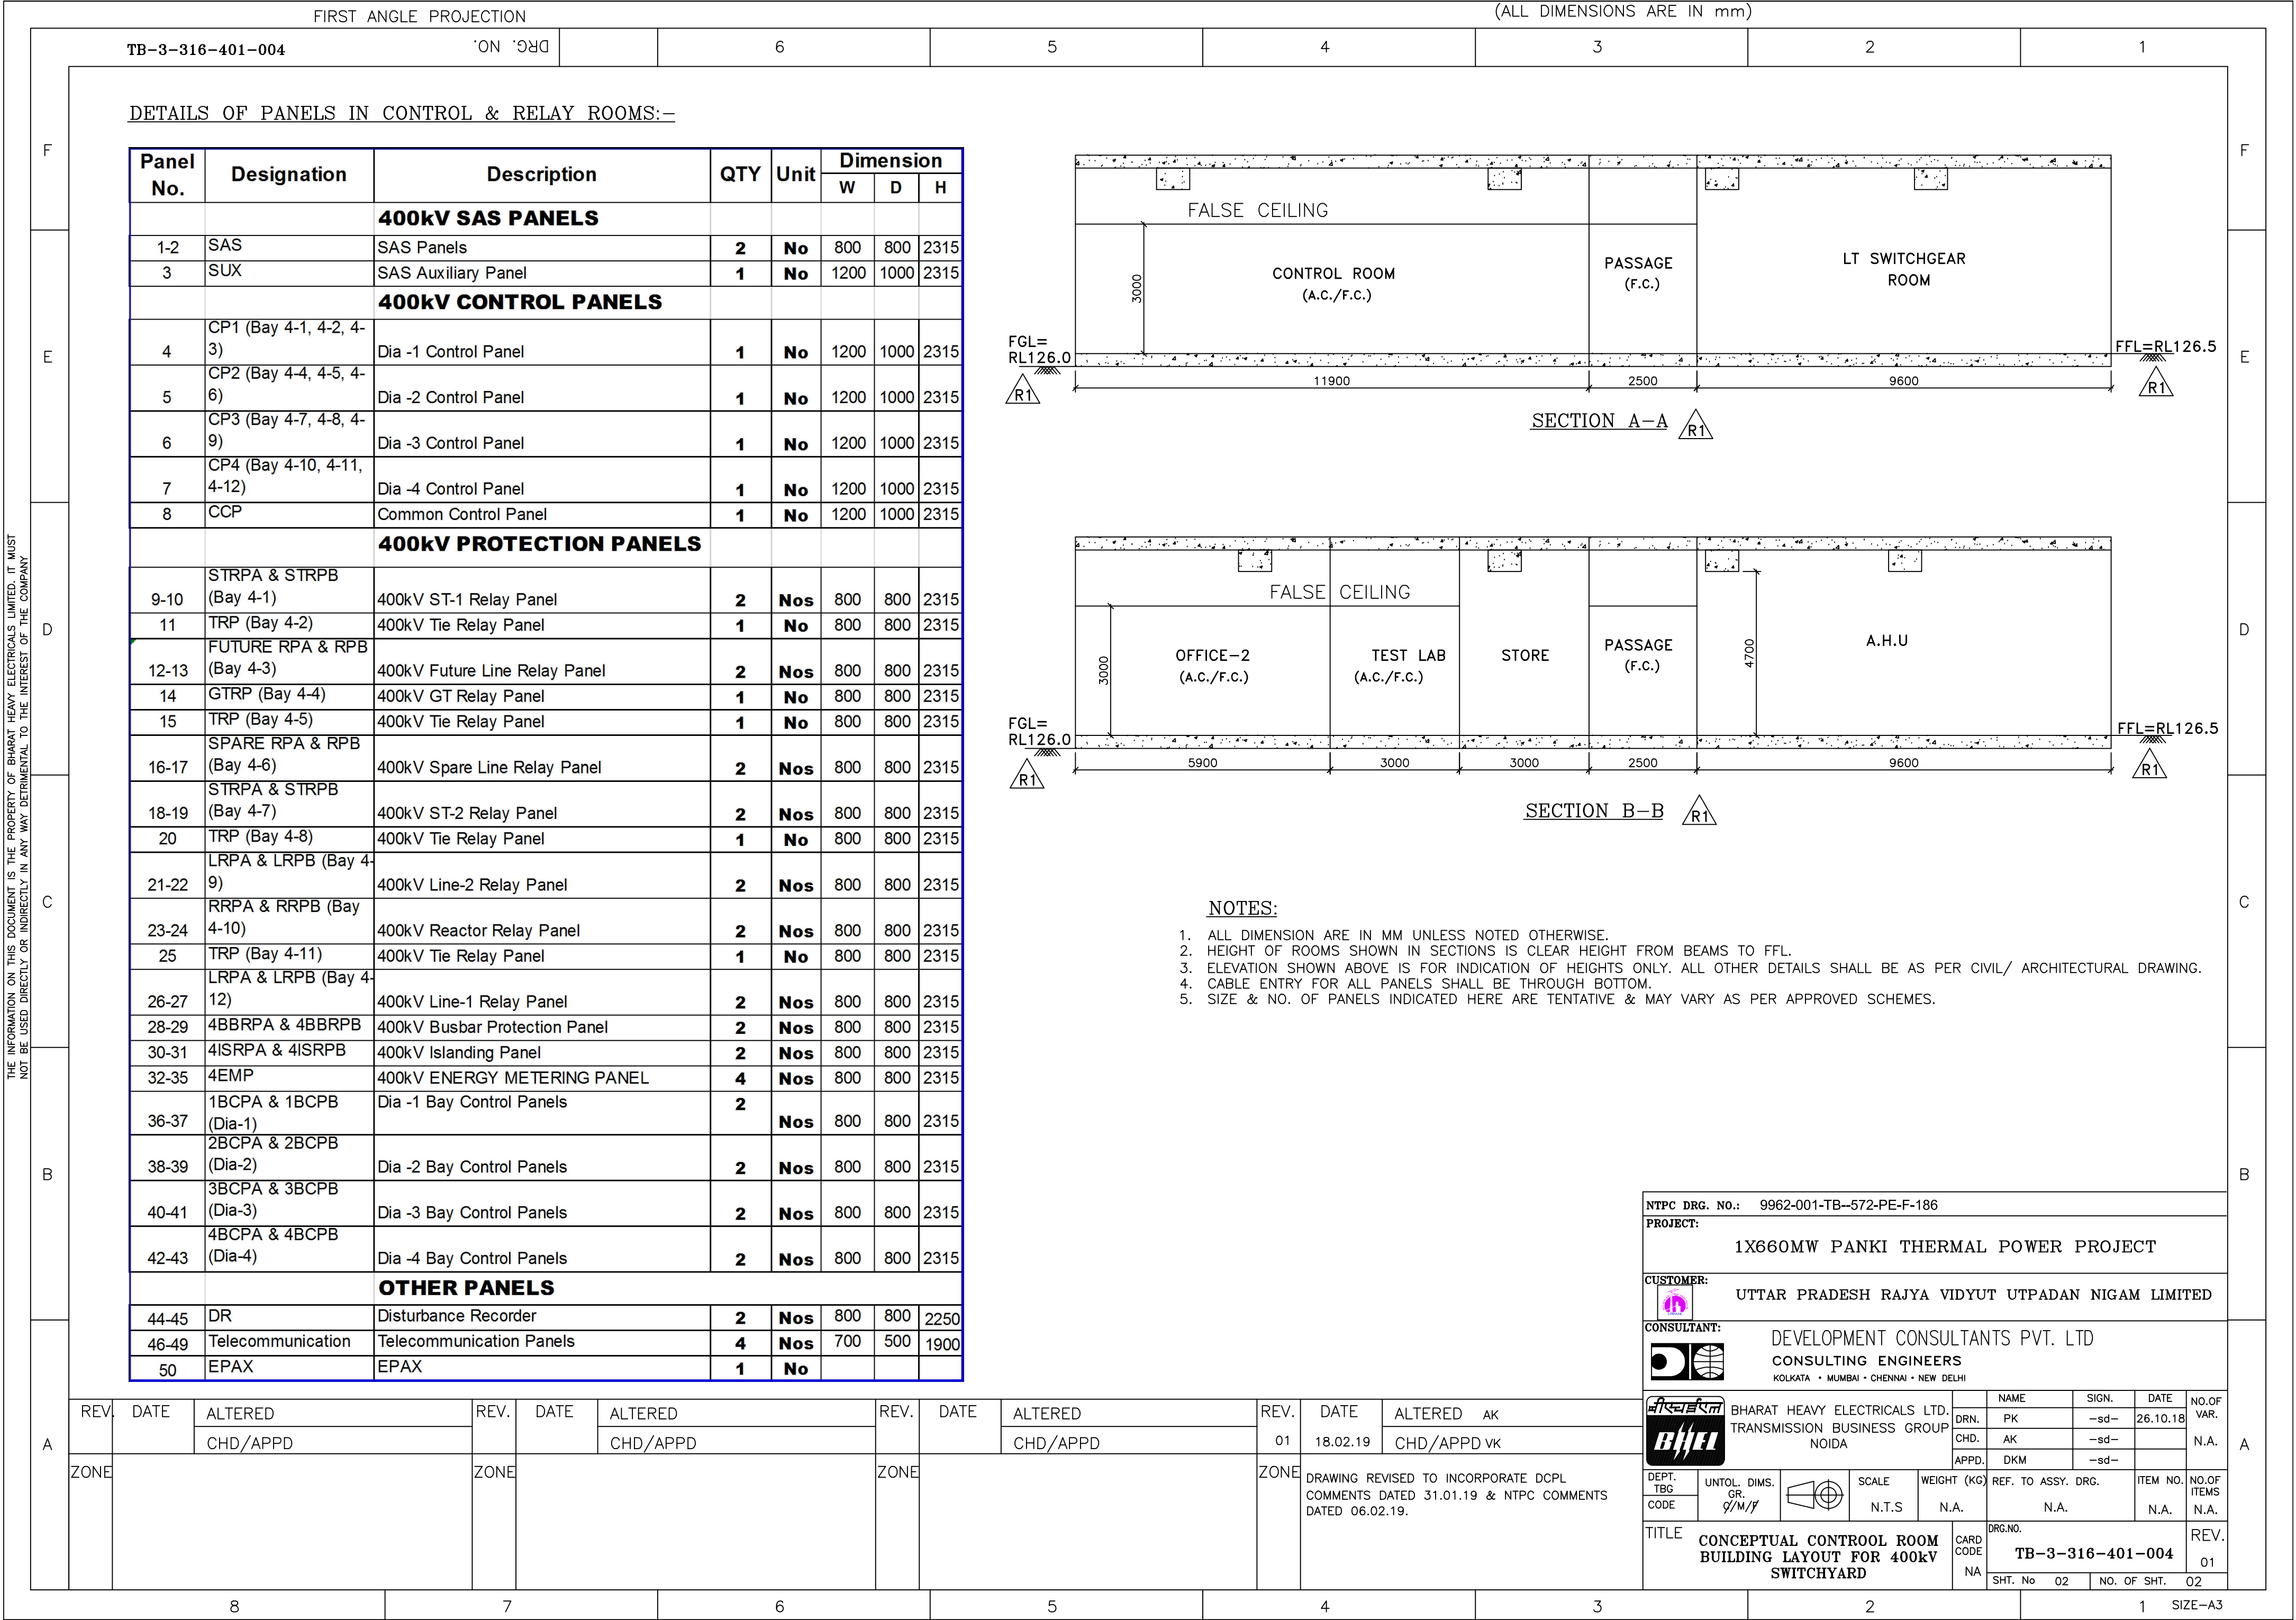 FIRST ANGLE PROJECTION
(ALL DIMENSIONS ARE IN mm)
TB-3-316-401-004
DRG. NO.
6
5
4
3
2
1
DETAILS OF PANELS IN CONTROL & RELAY ROOMS:-
Panel No. Designation Description QTY Unit Dimension
W D H
400kV SAS PANELS
1-2 SAS SAS Panels 2 No 800 800 2315
3 SUX SAS Auxiliary Panel 1 No 1200 1000 2315
400kV CONTROL PANELS
CP1 (Bay 4-1, 4-2, 4-
4 3) Dia -1 Control Panel 1 No 1200 1000 2315
CP2 (Bay 4-4, 4-5, 4-
5 6) Dia -2 Control Panel 1 No 1200 1000 2315
CP3 (Bay 4-7, 4-8, 4-
6 9) Dia -3 Control Panel 1 No 1200 1000 2315
CP4 (Bay 4-10, 4-11,
7 4-12) Dia -4 Control Panel 1 No 1200 1000 2315
8 CCP Common Control Panel 1 No 1200 1000 2315
400kV PROTECTION PANELS
STRPA & STRPB
9-10 (Bay 4-1) 400kV ST-1 Relay Panel 2 Nos 800 800 2315
11 TRP (Bay 4-2) 400kV Tie Relay Panel 1 No 800 800 2315
FUTURE RPA & RPB
12-13 (Bay 4-3) 400kV Future Line Relay Panel 2 Nos 800 800 2315
14 GTRP (Bay 4-4) 400kV GT Relay Panel 1 No 800 800 2315
15 TRP (Bay 4-5) 400kV Tie Relay Panel 1 No 800 800 2315
SPARE RPA & RPB
16-17 (Bay 4-6) 400kV Spare Line Relay Panel 2 Nos 800 800 2315
STRPA & STRPB
18-19 (Bay 4-7) 400kV ST-2 Relay Panel 2 Nos 800 800 2315
20 TRP (Bay 4-8) 400kV Tie Relay Panel 1 No 800 800 2315
LRPA & LRPB (Bay 4-
21-22 9) 400kV Line-2 Relay Panel 2 Nos 800 800 2315
RRPA & RRPB (Bay
23-24 4-10) 400kV Reactor Relay Panel 2 Nos 800 800 2315
25 TRP (Bay 4-11) 400kV Tie Relay Panel 1 No 800 800 2315
LRPA & LRPB (Bay 4-
26-27 12) 400kV Line-1 Relay Panel 2 Nos 800 800 2315
28-29 4BBRPA & 4BBRPB 400kV Busbar Protection Panel 2 Nos 800 800 2315
30-31 4ISRPA & 4ISRPB 400kV Islanding Panel 2 Nos 800 800 2315
32-35 4EMP 400kV ENERGY METERING PANEL 4 Nos 800 800 2315
1BCPA & 1BCPB Dia -1 Bay Control Panels 2
36-37 (Dia-1) Nos 800 800 2315
2BCPA & 2BCPB
38-39 (Dia-2) Dia -2 Bay Control Panels 2 Nos 800 800 2315
3BCPA & 3BCPB
40-41 (Dia-3) Dia -3 Bay Control Panels 2 Nos 800 800 2315
4BCPA & 4BCPB
42-43 (Dia-4) Dia -4 Bay Control Panels 2 Nos 800 800 2315
OTHER PANELS
44-45 DR Disturbance Recorder 2 Nos 800 800 2250
46-49 Telecommunication Telecommunication Panels 4 Nos 700 500 1900
50 EPAX EPAX 1 No
FALSE CEILING
3000
CONTROL ROOM
(A.C./F.C.)
PASSAGE
(F.C.)
LT SWITCHGEAR
ROOM
FGL=
RL126.0
R1
FFL=RL126.5
R1
11900 2500 9600
SECTION A-A R1
FALSE CEILING
3000
OFFICE-2
(A.C./F.C.)
TEST LAB
(A.C./F.C.)
STORE
PASSAGE
(F.C.)
4700
A.H.U
FGL=
RL126.0
R1
FFL=RL126.5
R1
5900 3000 3000 2500 9600
SECTION B-B R1
NOTES:
1. ALL DIMENSION ARE IN MM UNLESS NOTED OTHERWISE.
2. HEIGHT OF ROOMS SHOWN IN SECTIONS IS CLEAR HEIGHT FROM BEAMS TO FFL.
3. ELEVATION SHOWN ABOVE IS FOR INDICATION OF HEIGHTS ONLY. ALL OTHER DETAILS SHALL BE AS PER CIVIL/ ARCHITECTURAL DRAWING.
4. CABLE ENTRY FOR ALL PANELS SHALL BE THROUGH BOTTOM.
5. SIZE & NO. OF PANELS INDICATED HERE ARE TENTATIVE & MAY VARY AS PER APPROVED SCHEMES.
F
E
D
C
B
A
F
E
D
C
B
A
THE INFORMATION ON THIS DOCUMENT IS THE PROPERTY OF BHARAT HEAVY ELECTRICALS LIMITED. IT MUST
NOT BE USED DIRECTLY OR INDIRECTLY IN ANY WAY DETRIMENTAL TO THE INTEREST OF THE COMPANY
NTPC DRG. NO.: 9962-001-TB--572-PE-F-186
PROJECT:
1X660MW PANKI THERMAL POWER PROJECT
CUSTOMER:
UTTAR PRADESH RAJYA VIDYUT UTPADAN NIGAM LIMITED
CONSULTANT:
DEVELOPMENT CONSULTANTS PVT. LTD
CONSULTING ENGINEERS
KOLKATA • MUMBAI • CHENNAI • NEW DELHI
बीएचईएल
BHEL
BHARAT HEAVY ELECTRICALS LTD.
TRANSMISSION BUSINESS GROUP
NOIDA
NAME SIGN. DATE NO.OF VAR.
DRN. PK -sd- 26.10.18
CHD. AK -sd- N.A.
APPD. DKM -sd-
DEPT.
TBG
CODE
UNTOL. DIMS.
GR.
C/M/F
SCALE
N.T.S
WEIGHT (KG)
N.A.
REF. TO ASSY. DRG.
N.A.
ITEM NO.
N.A.
NO.OF
ITEMS
N.A.
TITLE
CONCEPTUAL CONTROOL ROOM
BUILDING LAYOUT FOR 400kV
SWITCHYARD
CARD
CODE
NA
DRG.NO.
TB-3-316-401-004
REV.
01
SHT. No 02 NO. OF SHT. 02
REV. DATE ALTERED
CHD/APPD
ZONE
REV. DATE ALTERED
CHD/APPD
ZONE
REV. DATE ALTERED
CHD/APPD
ZONE
REV. DATE ALTERED AK
01 18.02.19 CHD/APPD VK
ZONE
DRAWING REVISED TO INCORPORATE DCPL
COMMENTS DATED 31.01.19 & NTPC COMMENTS
DATED 06.02.19.
8
7
6
5
4
3
2
1
SIZE-A3